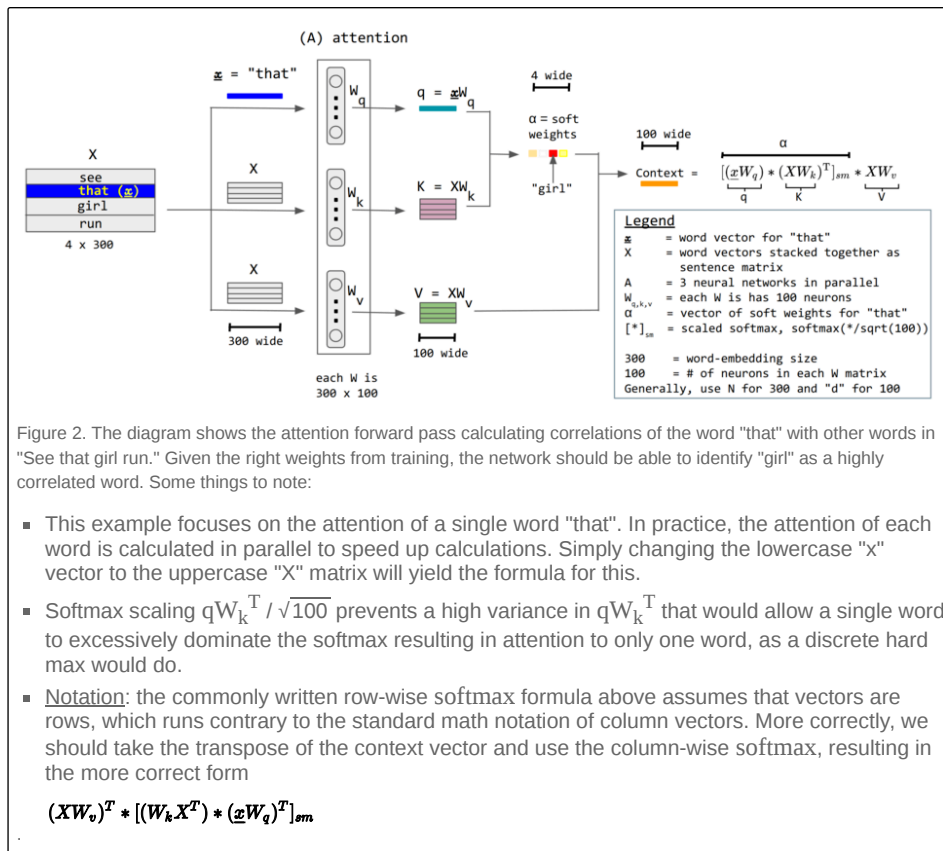 (A) attention
x = "that"
W_q
q = xW_q
4 wide
α = soft
weights
"girl"
100 wide
Context =
α
[(xW_q) * (XW_k)^T]_sm * XW_v
q
K
V
X
see
that (x)
girl
run
4 x 300
X
W_k
K = XW_k
X
W_v
V = XW_v
300 wide
100 wide
each W is
300 x 100
Legend
x = word vector for "that"
X = word vectors stacked together as
sentence matrix
A = 3 neural networks in parallel
W_q,k,v = each W is has 100 neurons
α = vector of soft weights for "that"
[*]_sm = scaled softmax, softmax(*/sqrt(100))
300 = word-embedding size
100 = # of neurons in each W matrix
Generally, use N for 300 and "d" for 100
Figure 2. The diagram shows the attention forward pass calculating correlations of the word "that" with other words in
"See that girl run." Given the right weights from training, the network should be able to identify "girl" as a highly
correlated word. Some things to note:
▪ This example focuses on the attention of a single word "that". In practice, the attention of each
word is calculated in parallel to speed up calculations. Simply changing the lowercase "x"
vector to the uppercase "X" matrix will yield the formula for this.
▪ Softmax scaling qW_k^T / √100 prevents a high variance in qW_k^T that would allow a single word
to excessively dominate the softmax resulting in attention to only one word, as a discrete hard
max would do.
▪ Notation: the commonly written row-wise softmax formula above assumes that vectors are
rows, which runs contrary to the standard math notation of column vectors. More correctly, we
should take the transpose of the context vector and use the column-wise softmax, resulting in
the more correct form
(XW_v)^T * [(W_k X^T) * (xW_q)^T]_sm
.